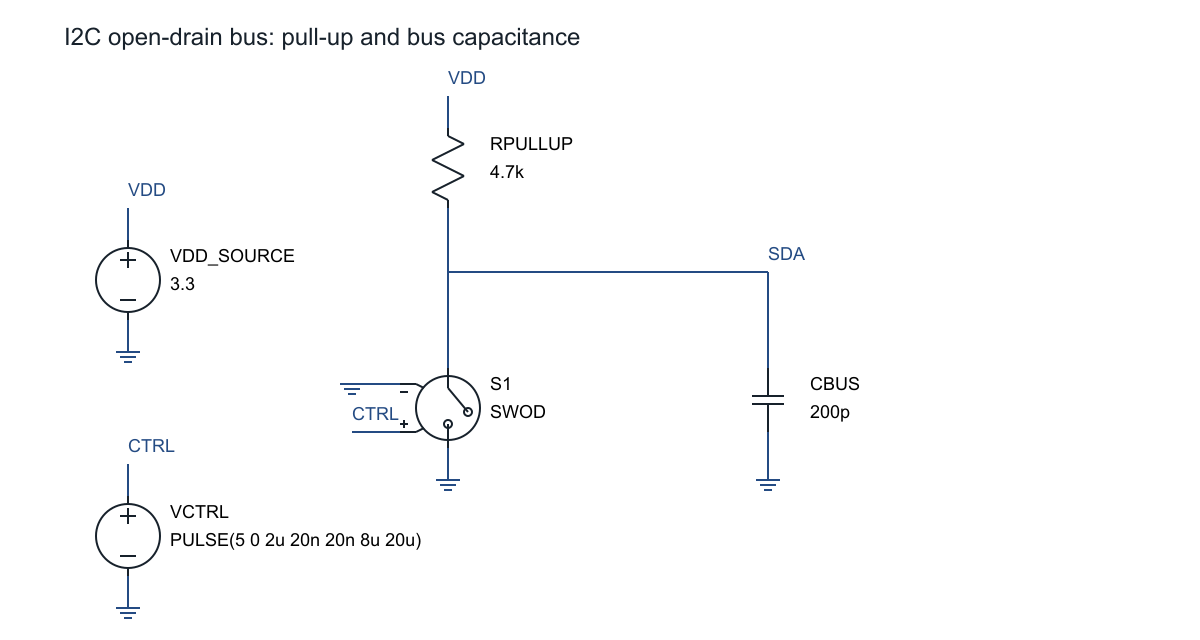 I2C open-drain bus: pull-up and bus capacitance
VDD
RPULLUP
4.7k
VDD
VDD_SOURCE
3.3
SDA
S1
SWOD
CTRL
CBUS
200p
CTRL
VCTRL
PULSE(5 0 2u 20n 20n 8u 20u)